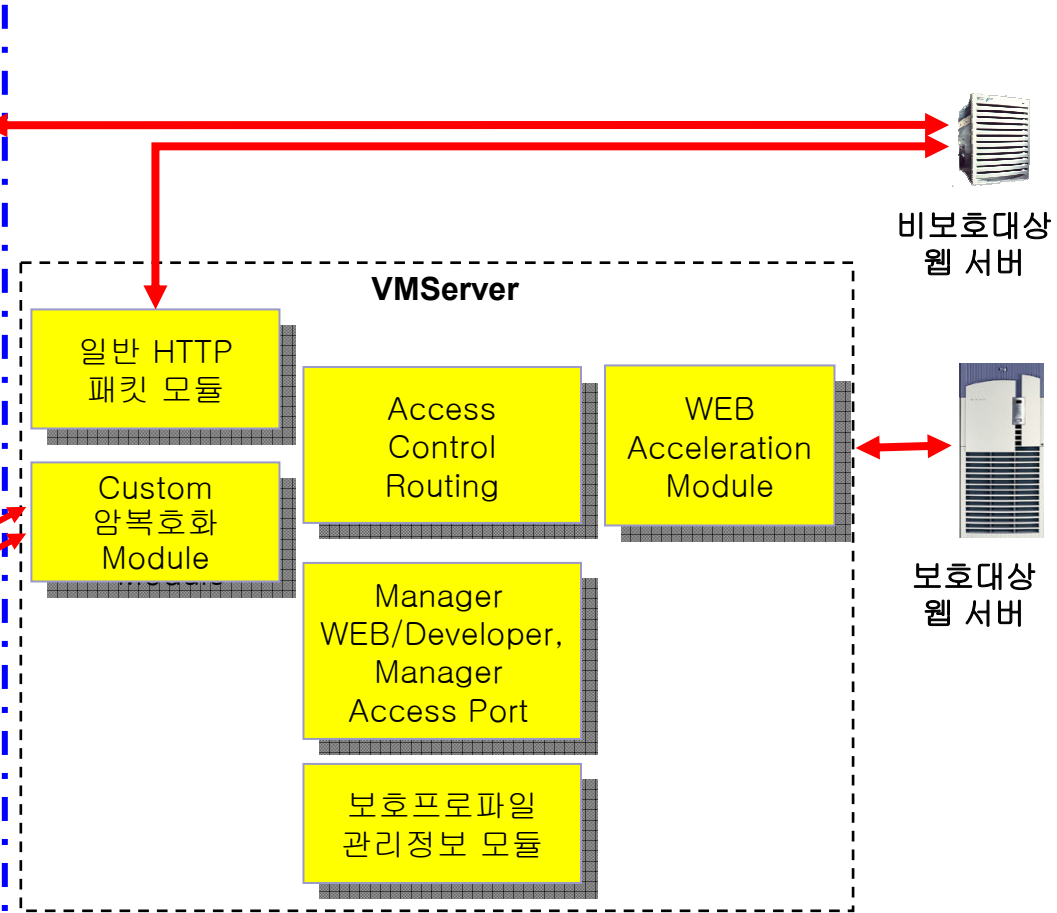 비보호대상
웹 서버
VMServer
일반 HTTP
패킷 모듈
Access
Control
Routing
WEB
Acceleration
Module
Custom
암복호화
Module
Module
보호대상
웹 서버
Manager
WEB/Developer,
Manager
Access Port
보호프로파일
관리정보 모듈